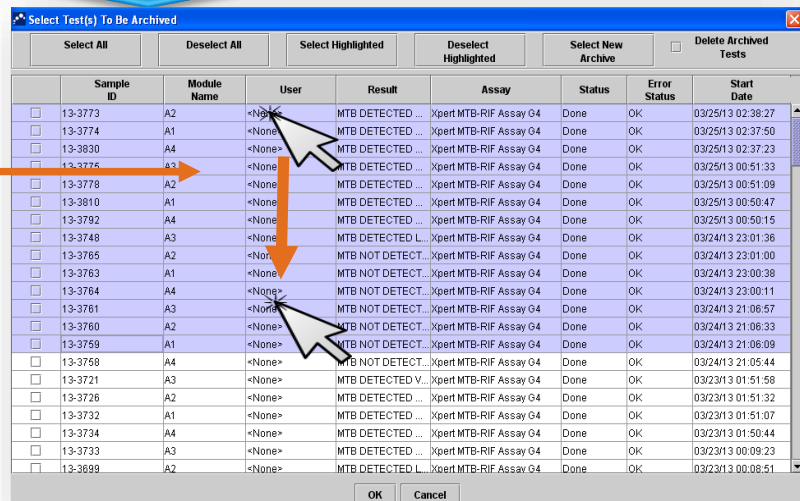 Select Test(s) To Be Archived
Select All Deselect All Select Highlighted Deselect Highlighted Select New Archive Delete Archived Tests
Sample ID Module Name User Result Assay Status Error Status Start Date
13-3773 A2 MTB DETECTED ... Xpert MTB-RIF Assay G4 Done OK 03/25/13 02:38:27
13-3774 A1 <None> MTB DETECTED ... Xpert MTB-RIF Assay G4 Done OK 03/25/13 02:37:50
13-3830 A4 <None> MTB DETECTED ... Xpert MTB-RIF Assay G4 Done OK 03/25/13 02:37:23
13-3775 A3 <None> MTB DETECTED ... Xpert MTB-RIF Assay G4 Done OK 03/25/13 00:51:33
13-3778 A2 <None> MTB DETECTED ... Xpert MTB-RIF Assay G4 Done OK 03/25/13 00:51:09
13-3810 A1 <None> MTB DETECTED ... Xpert MTB-RIF Assay G4 Done OK 03/25/13 00:50:47
13-3792 A4 <None> MTB DETECTED ... Xpert MTB-RIF Assay G4 Done OK 03/25/13 00:50:15
13-3748 A3 <None> MTB DETECTED L... Xpert MTB-RIF Assay G4 Done OK 03/24/13 23:01:36
13-3765 A2 <None> MTB NOT DETECT... Xpert MTB-RIF Assay G4 Done OK 03/24/13 23:01:00
13-3763 A1 <None> MTB NOT DETECT... Xpert MTB-RIF Assay G4 Done OK 03/24/13 23:00:38
13-3764 A4 <None> MTB NOT DETECT... Xpert MTB-RIF Assay G4 Done OK 03/24/13 23:00:11
13-3761 A3 <None> MTB NOT DETECT... Xpert MTB-RIF Assay G4 Done OK 03/24/13 21:06:57
13-3760 A2 <None> MTB NOT DETECT... Xpert MTB-RIF Assay G4 Done OK 03/24/13 21:06:33
13-3759 A1 <None> MTB NOT DETECT... Xpert MTB-RIF Assay G4 Done OK 03/24/13 21:06:09
13-3758 A4 <None> MTB NOT DETECT... Xpert MTB-RIF Assay G4 Done OK 03/24/13 21:05:44
13-3721 A3 <None> MTB DETECTED V... Xpert MTB-RIF Assay G4 Done OK 03/23/13 01:51:58
13-3726 A2 <None> MTB DETECTED ... Xpert MTB-RIF Assay G4 Done OK 03/23/13 01:51:32
13-3732 A1 <None> MTB DETECTED ... Xpert MTB-RIF Assay G4 Done OK 03/23/13 01:51:07
13-3734 A4 <None> MTB DETECTED ... Xpert MTB-RIF Assay G4 Done OK 03/23/13 01:50:44
13-3733 A3 <None> MTB DETECTED ... Xpert MTB-RIF Assay G4 Done OK 03/23/13 00:09:23
13-3699 A2 <None> MTB DETECTED L... Xpert MTB-RIF Assay G4 Done OK 03/23/13 00:08:51
OK Cancel